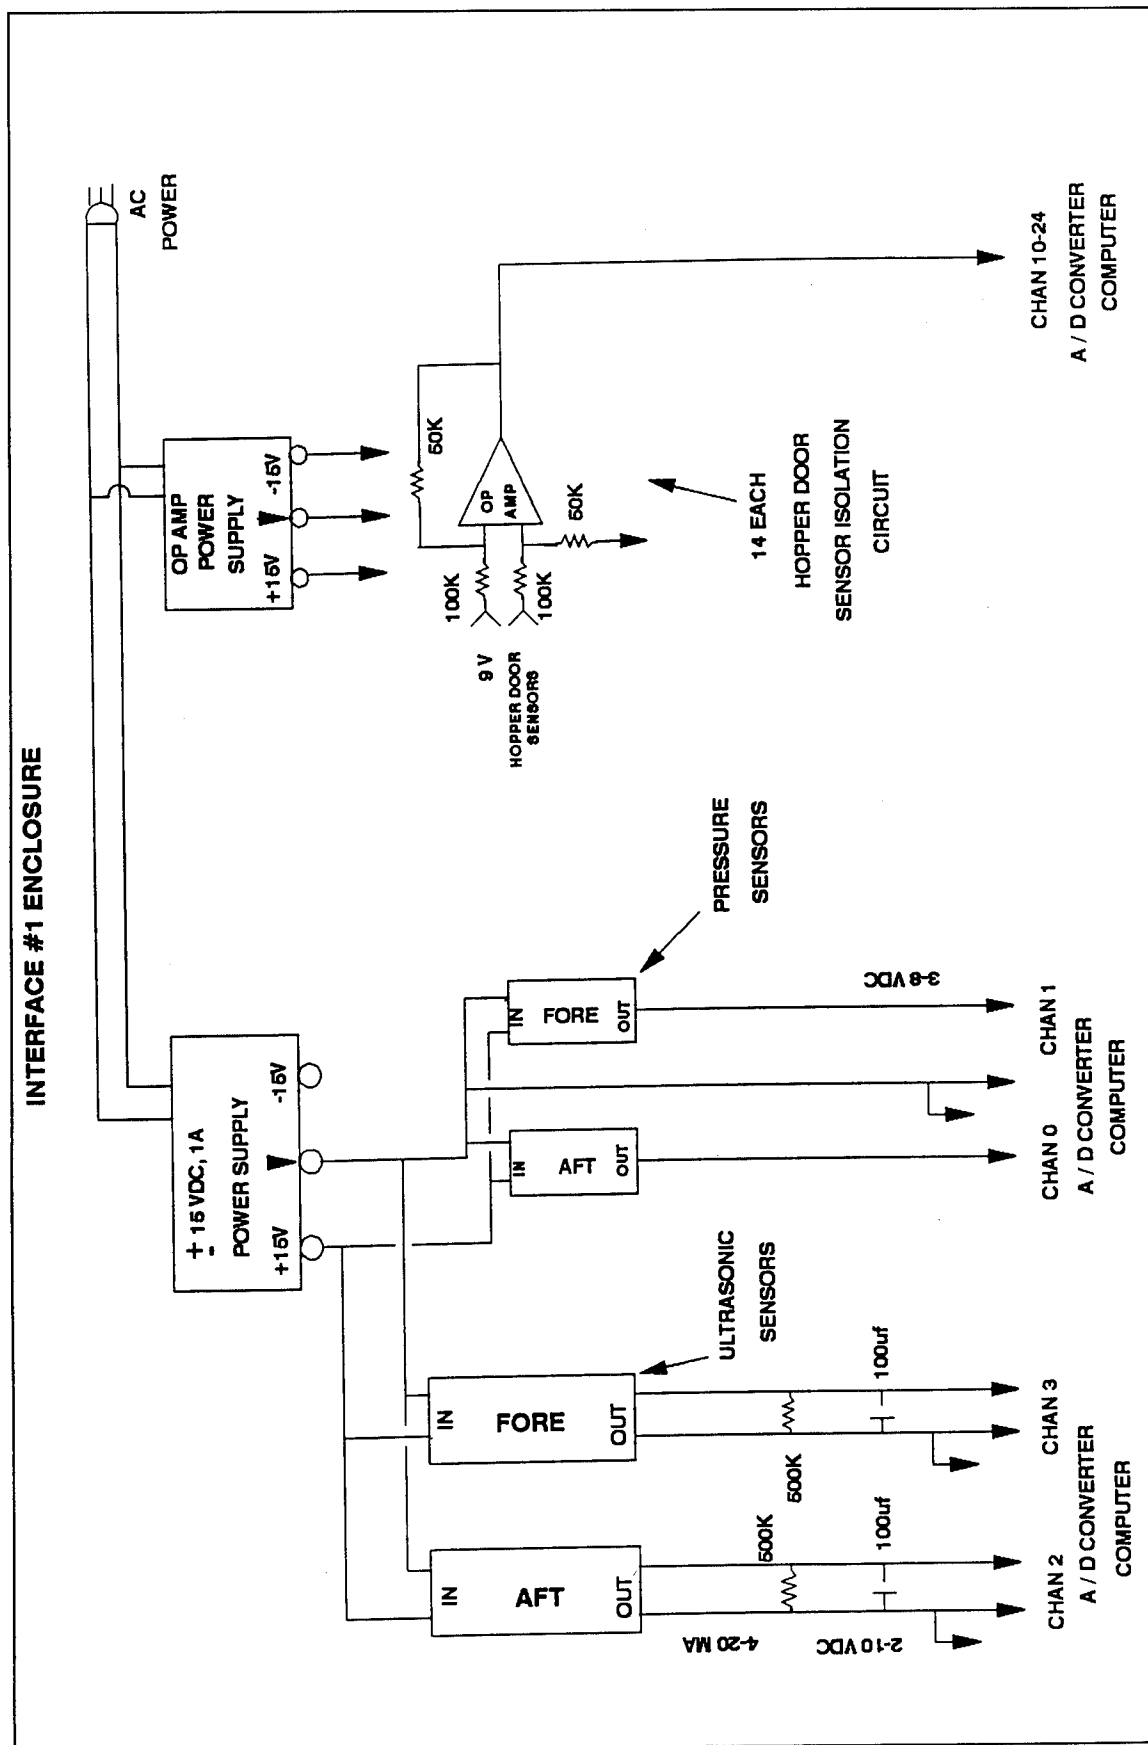 INTERFACE #1 ENCLOSURE
AC
POWER
OP AMP
POWER
SUPPLY
+15V
-15V
+
- 15 VDC, 1A
POWER SUPPLY
+15V
-15V
9 V
HOPPER DOOR
SENSORS
100K
100K
OP
AMP
50K
50K
14 EACH
HOPPER DOOR
SENSOR ISOLATION
CIRCUIT
CHAN 10-24
A / D CONVERTER
COMPUTER
IN
FORE
OUT
IN
AFT
OUT
PRESSURE
SENSORS
3-8 VDC
CHAN 0
CHAN 1
A / D CONVERTER
COMPUTER
IN
AFT
OUT
IN
FORE
OUT
ULTRASONIC
SENSORS
4-20 MA
500K
500K
2-10 VDC
100uf
100uf
CHAN 2
CHAN 3
A / D CONVERTER
COMPUTER